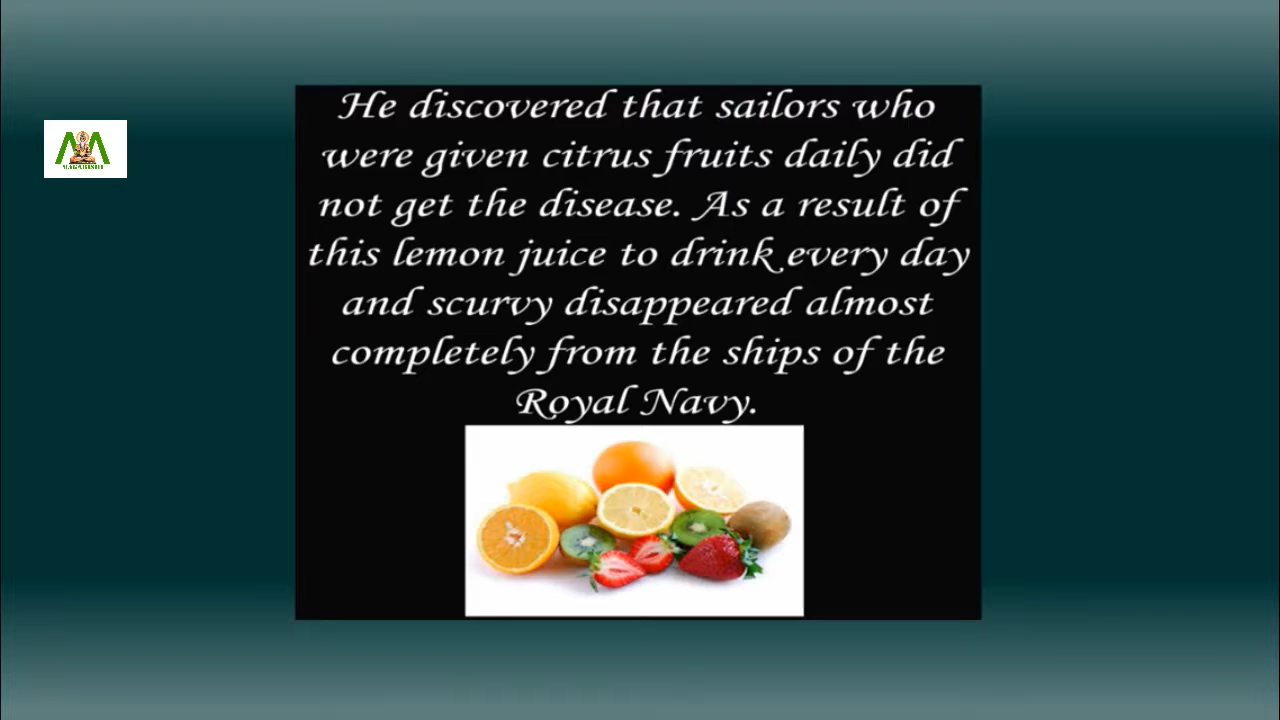 He discovered that sailors who
were given citrus fruits daily did
not get the disease. As a result of
this lemon juice to drink every day
and scurvy disappeared almost
completely from the ships of the
Royal Navy.